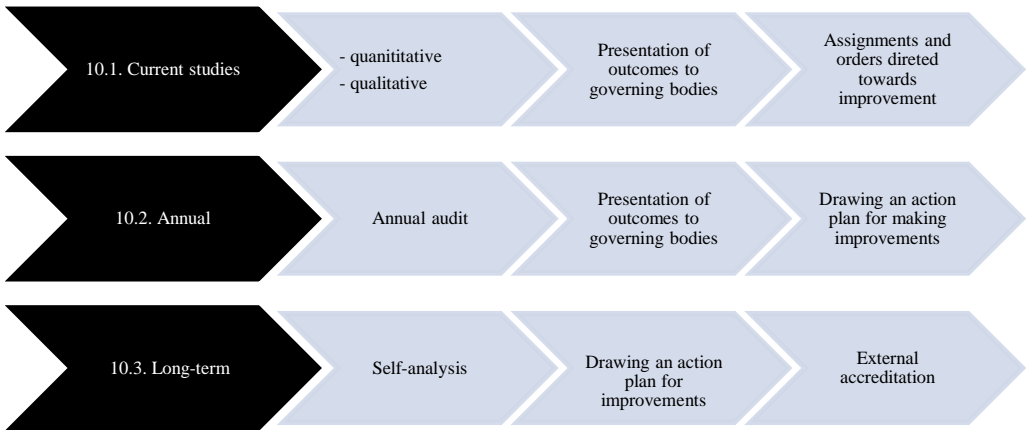 10.1. Current studies
- quanititative
- qualitative
Presentation of
outcomes to
governing bodies
Assignments and
orders direted
towards
improvement
10.2. Annual
Annual audit
Presentation of
outcomes to
governing bodies
Drawing an action
plan for making
improvements
10.3. Long-term
Self-analysis
Drawing an action
plan for
improvements
External
accreditation